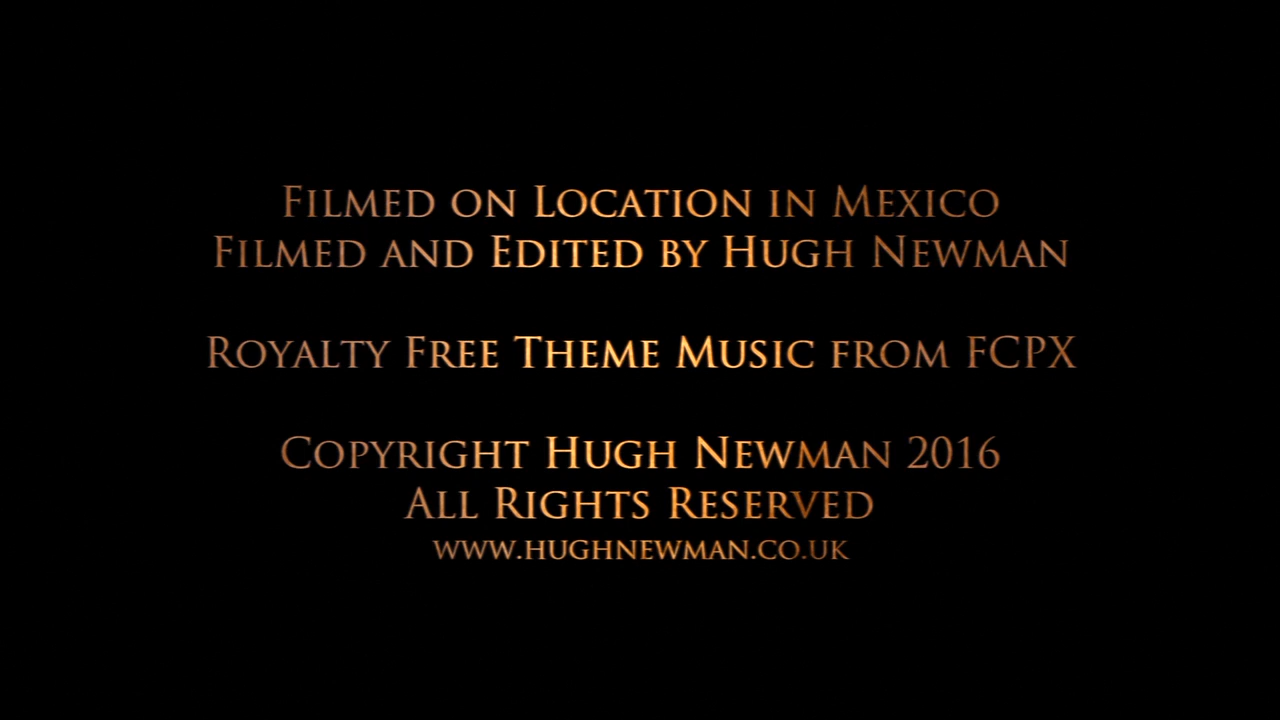 Filmed on Location in Mexico
Filmed and Edited by Hugh Newman
Royalty Free Theme Music from FCPX
Copyright Hugh Newman 2016
All Rights Reserved
www.hughnewman.co.uk